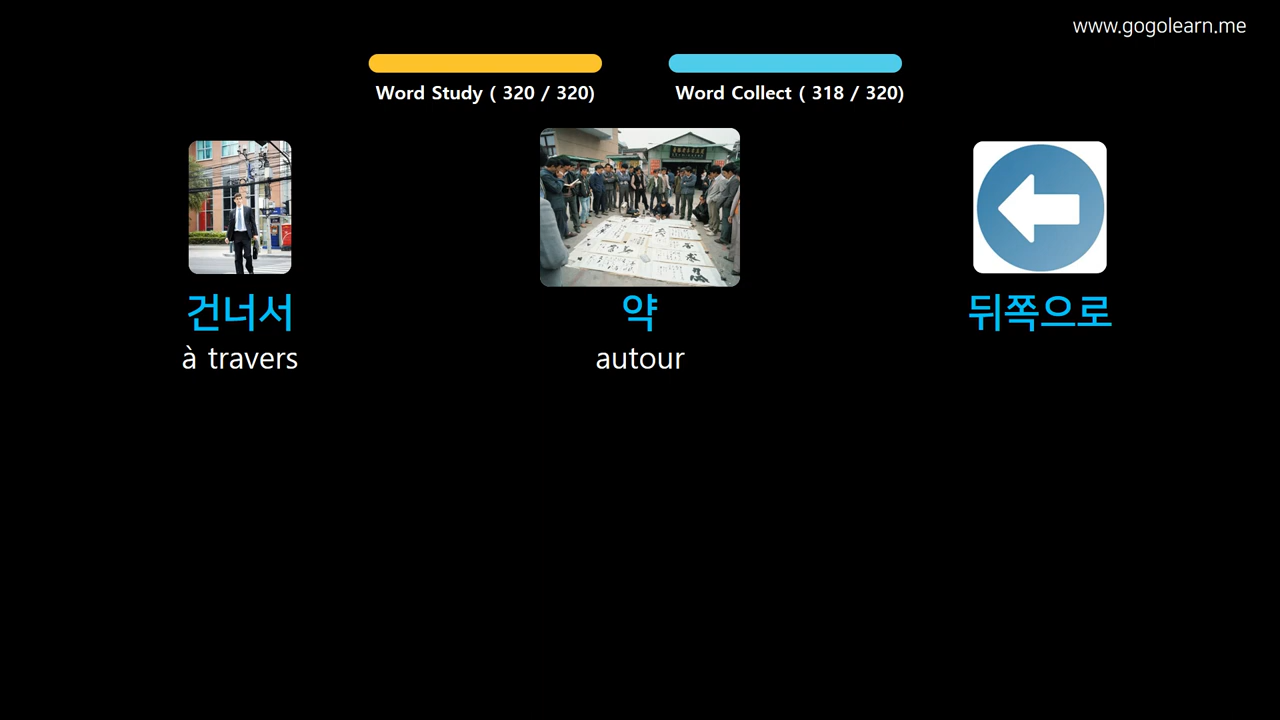 www.gogolearn.me
Word Study ( 320 / 320)
Word Collect ( 318 / 320)
건너서
약
뒤쪽으로
à travers
autour